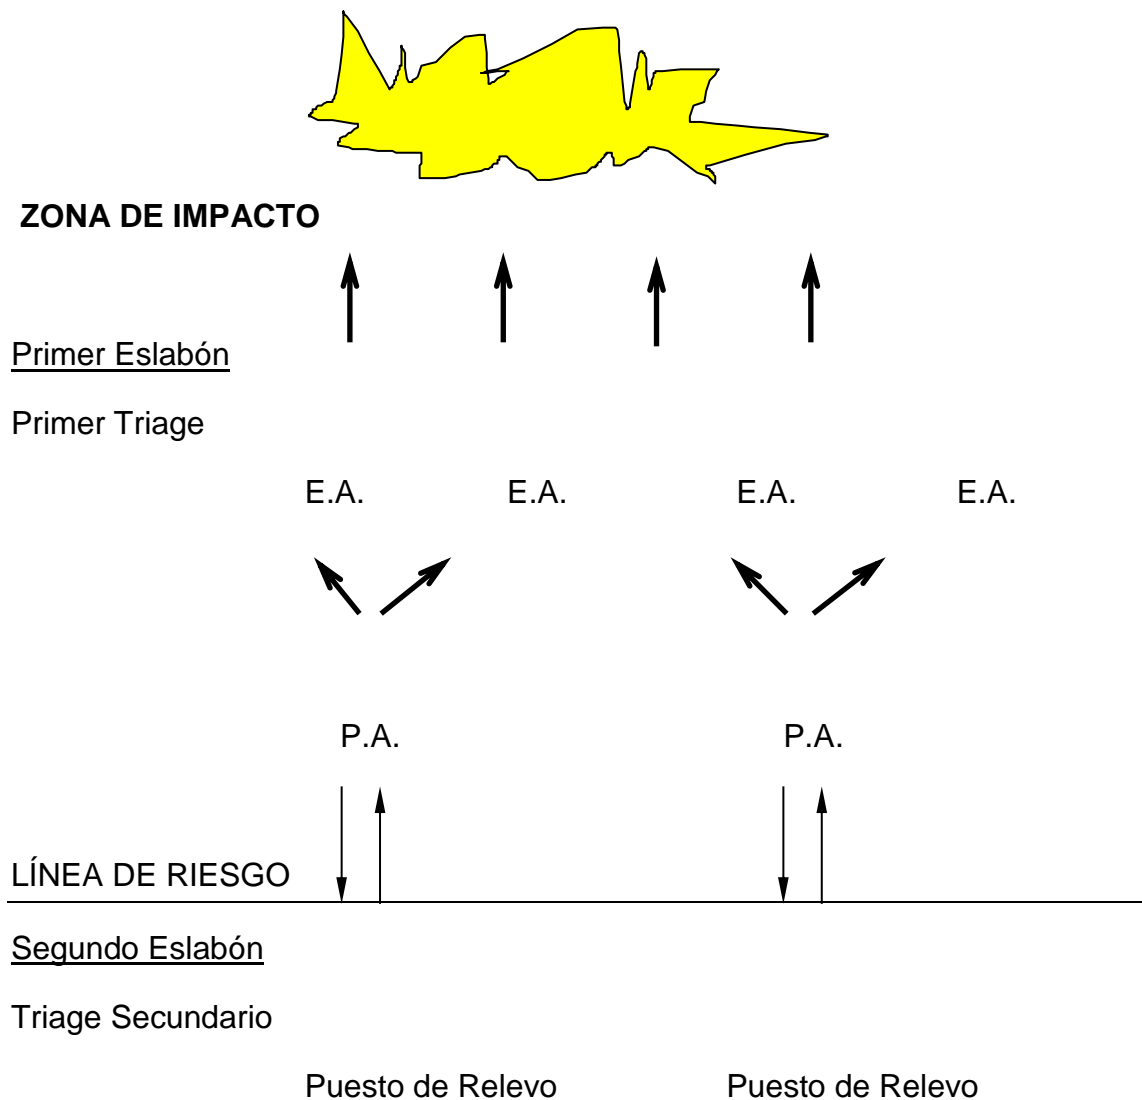 ZONA DE IMPACTO
Primer Eslabón
Primer Triage
E.A. E.A. E.A. E.A.
P.A. P.A.
LÍNEA DE RIESGO
Segundo Eslabón
Triage Secundario
Puesto de Relevo Puesto de Relevo